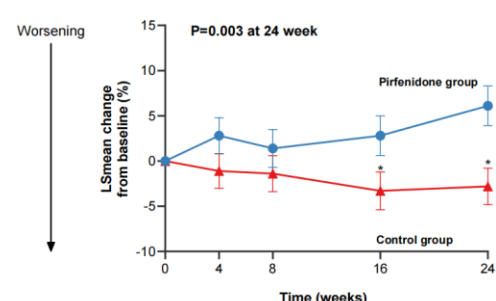 Worsening
P=0.003 at 24 week
LSmean change
from baseline (%)
15
10
5
0
-5
-10
Pirfenidone group
*
*
Control group
0 4 8 16 24
Time (weeks)